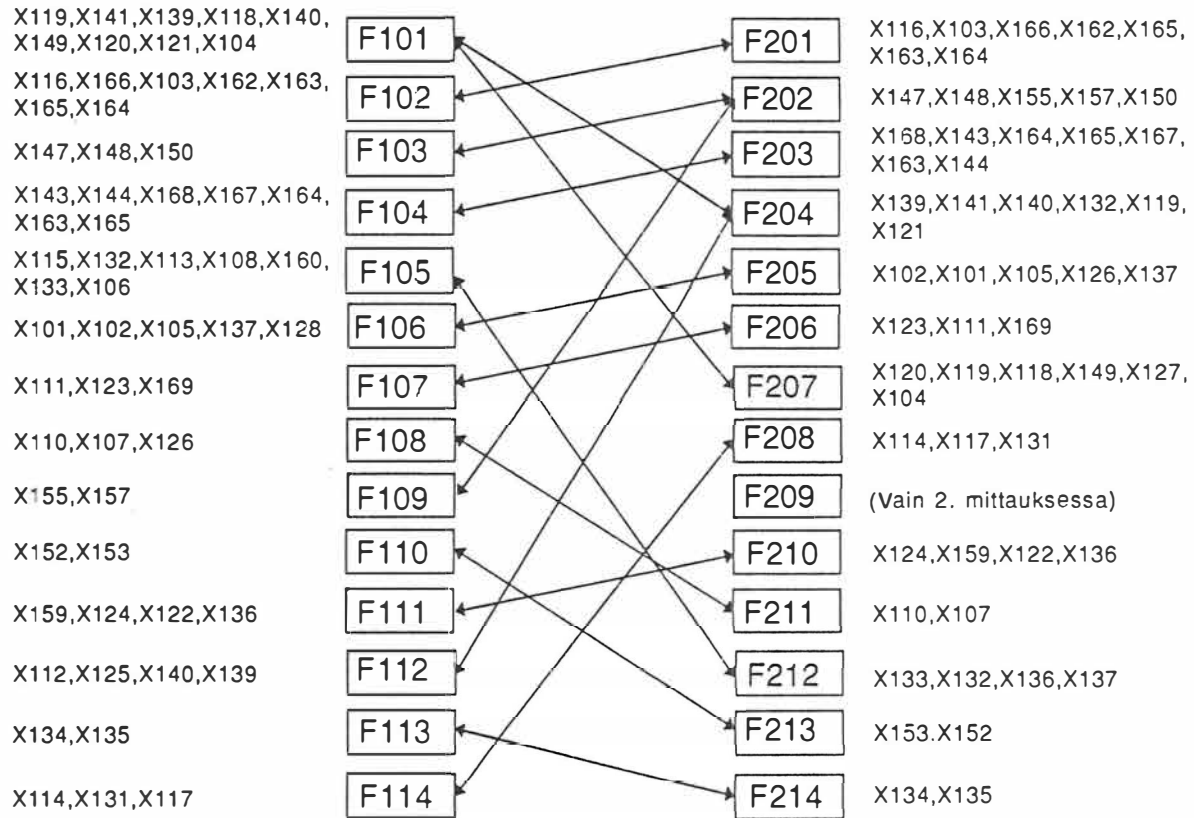 X119,X141,X139,X118,X140,
X149,X120,X121,X104
F101
F201
X116,X103,X166,X162,X165,
X163,X164
X116,X166,X103,X162,X163,
X165,X164
F102
F202
X147,X148,X155,X157,X150
X147,X148,X150
F103
F203
X168,X143,X164,X165,X167,
X163,X144
X143,X144,X168,X167,X164,
X163,X165
F104
F204
X139,X141,X140,X132,X119,
X121
X115,X132,X113,X108,X160,
X133,X106
F105
F205
X102,X101,X105,X126,X137
X101,X102,X105,X137,X128
F106
F206
X123,X111,X169
X111,X123,X169
F107
F207
X120,X119,X118,X149,X127,
X104
X110,X107,X126
F108
F208
X114,X117,X131
X155,X157
F109
F209
(Vain 2. mittauksessa)
X152,X153
F110
F210
X124,X159,X122,X136
X159,X124,X122,X136
F111
F211
X110,X107
X112,X125,X140,X139
F112
F212
X133,X132,X136,X137
X134,X135
F113
F213
X153.X152
X114,X131,X117
F114
F214
X134,X135